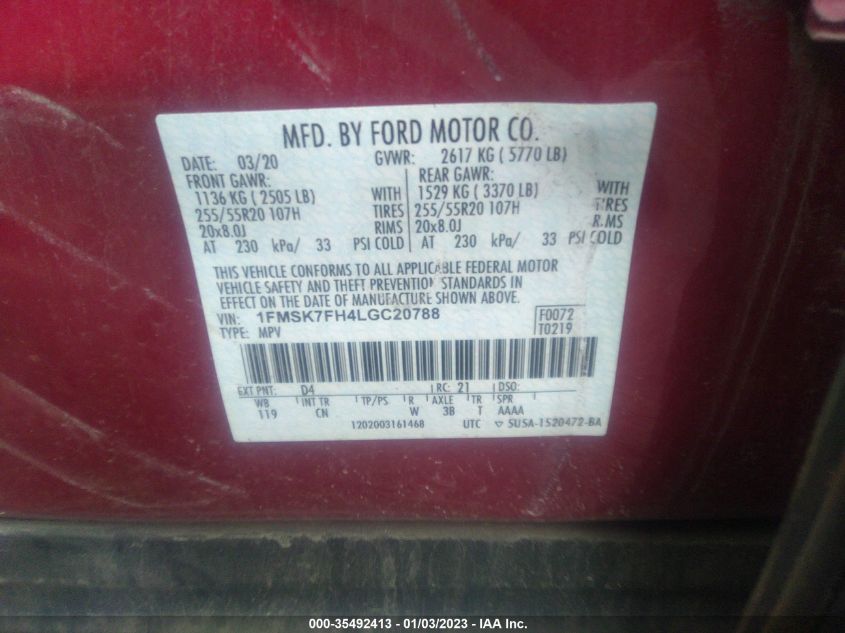 MFD. BY FORD MOTOR CO.
DATE: 03/20 GVWR: 2617 KG ( 5770 LB)
FRONT GAWR: REAR GAWR:
1136 KG ( 2505 LB) WITH 1529 KG ( 3370 LB) WITH
255/55R20 107H TIRES 255/55R20 107H TIRES
20x8.0J RIMS 20x8.0J RIMS
AT 230 kPa/ 33 PSI COLD AT 230 kPa/ 33 PSI COLD
THIS VEHICLE CONFORMS TO ALL APPLICABLE FEDERAL MOTOR
VEHICLE SAFETY AND THEFT PREVENTION STANDARDS IN
EFFECT ON THE DATE OF MANUFACTURE SHOWN ABOVE.
VIN: 1FMSK7FH4LGC20788 F0072
TYPE: MPV T0219
EXT PNT: D4 RC: 21 DSO:
WB INT TR TP/PS R AXLE TR SPR
119 CN W 3B T AAAA
1202003161468 UTC ▽ SU5A-1520472-BA
000-35492413 - 01/03/2023 - © IAA Inc.